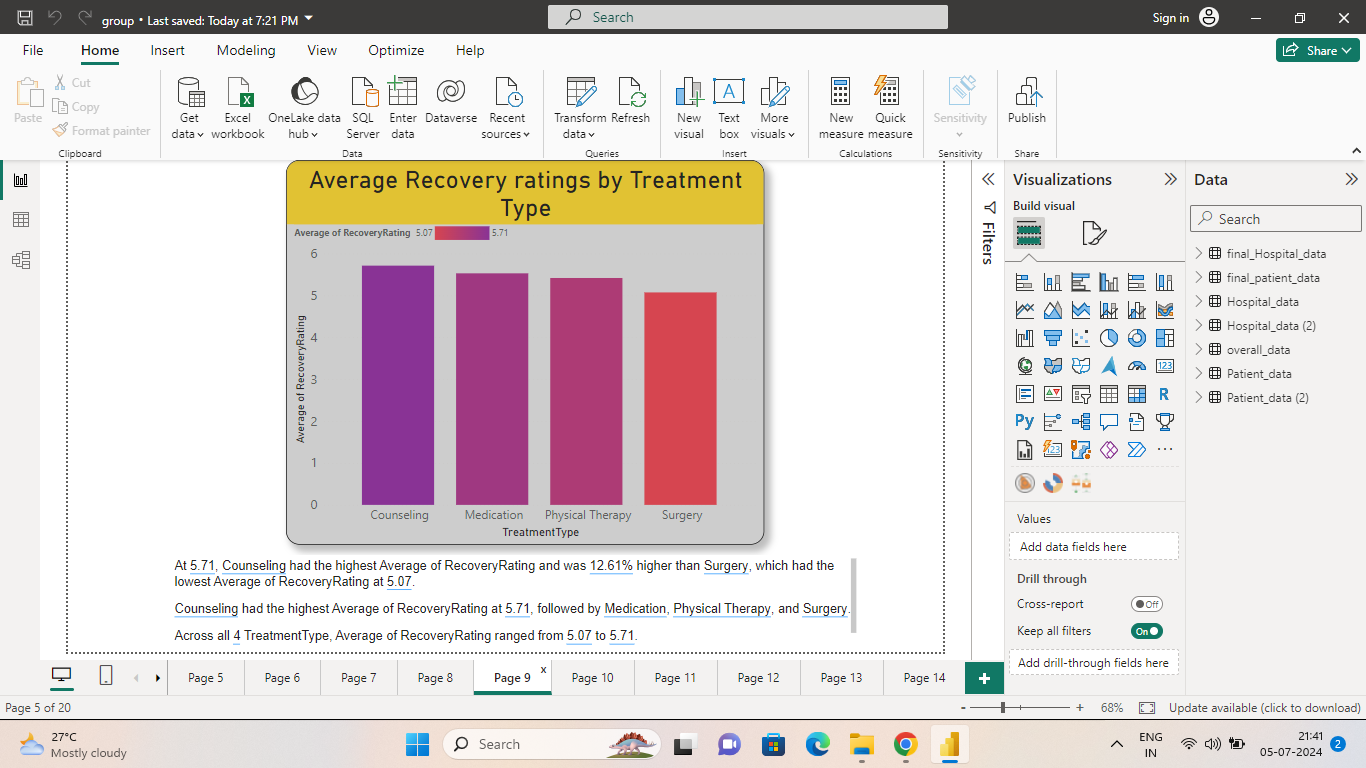 group • Last saved: Today at 7:21 PM
Search
Sign in
File Home Insert Modeling View Optimize Help
Share
Paste
Cut
Copy
Format painter
Clipboard
Get data
Excel workbook
OneLake data hub
SQL Server
Enter data
Dataverse
Recent sources
Data
Transform data
Refresh
Queries
New visual
Text box
More visuals
Insert
New measure
Quick measure
Calculations
Sensitivity
Sensitivity
Publish
Share
Average Recovery ratings by Treatment
Type
Average of RecoveryRating 5.07 5.71
Average of RecoveryRating
6
5
4
3
2
1
0
Counseling Medication Physical Therapy Surgery
TreatmentType
At 5.71, Counseling had the highest Average of RecoveryRating and was 12.61% higher than Surgery, which had the
lowest Average of RecoveryRating at 5.07.
Counseling had the highest Average of RecoveryRating at 5.71, followed by Medication, Physical Therapy, and Surgery.
Across all 4 TreatmentType, Average of RecoveryRating ranged from 5.07 to 5.71.
Filters
Visualizations
Build visual
123
R
Py
123
Values
Add data fields here
Drill through
Cross-report Off
Keep all filters On
Add drill-through fields here
Data
Search
final_Hospital_data
final_patient_data
Hospital_data
Hospital_data (2)
overall_data
Patient_data
Patient_data (2)
Page 5 Page 6 Page 7 Page 8 Page 9 x Page 10 Page 11 Page 12 Page 13 Page 14 +
Page 5 of 20
- + 68% Update available (click to download)
27°C
Mostly cloudy
Search
ENG
IN
21:41
05-07-2024
2